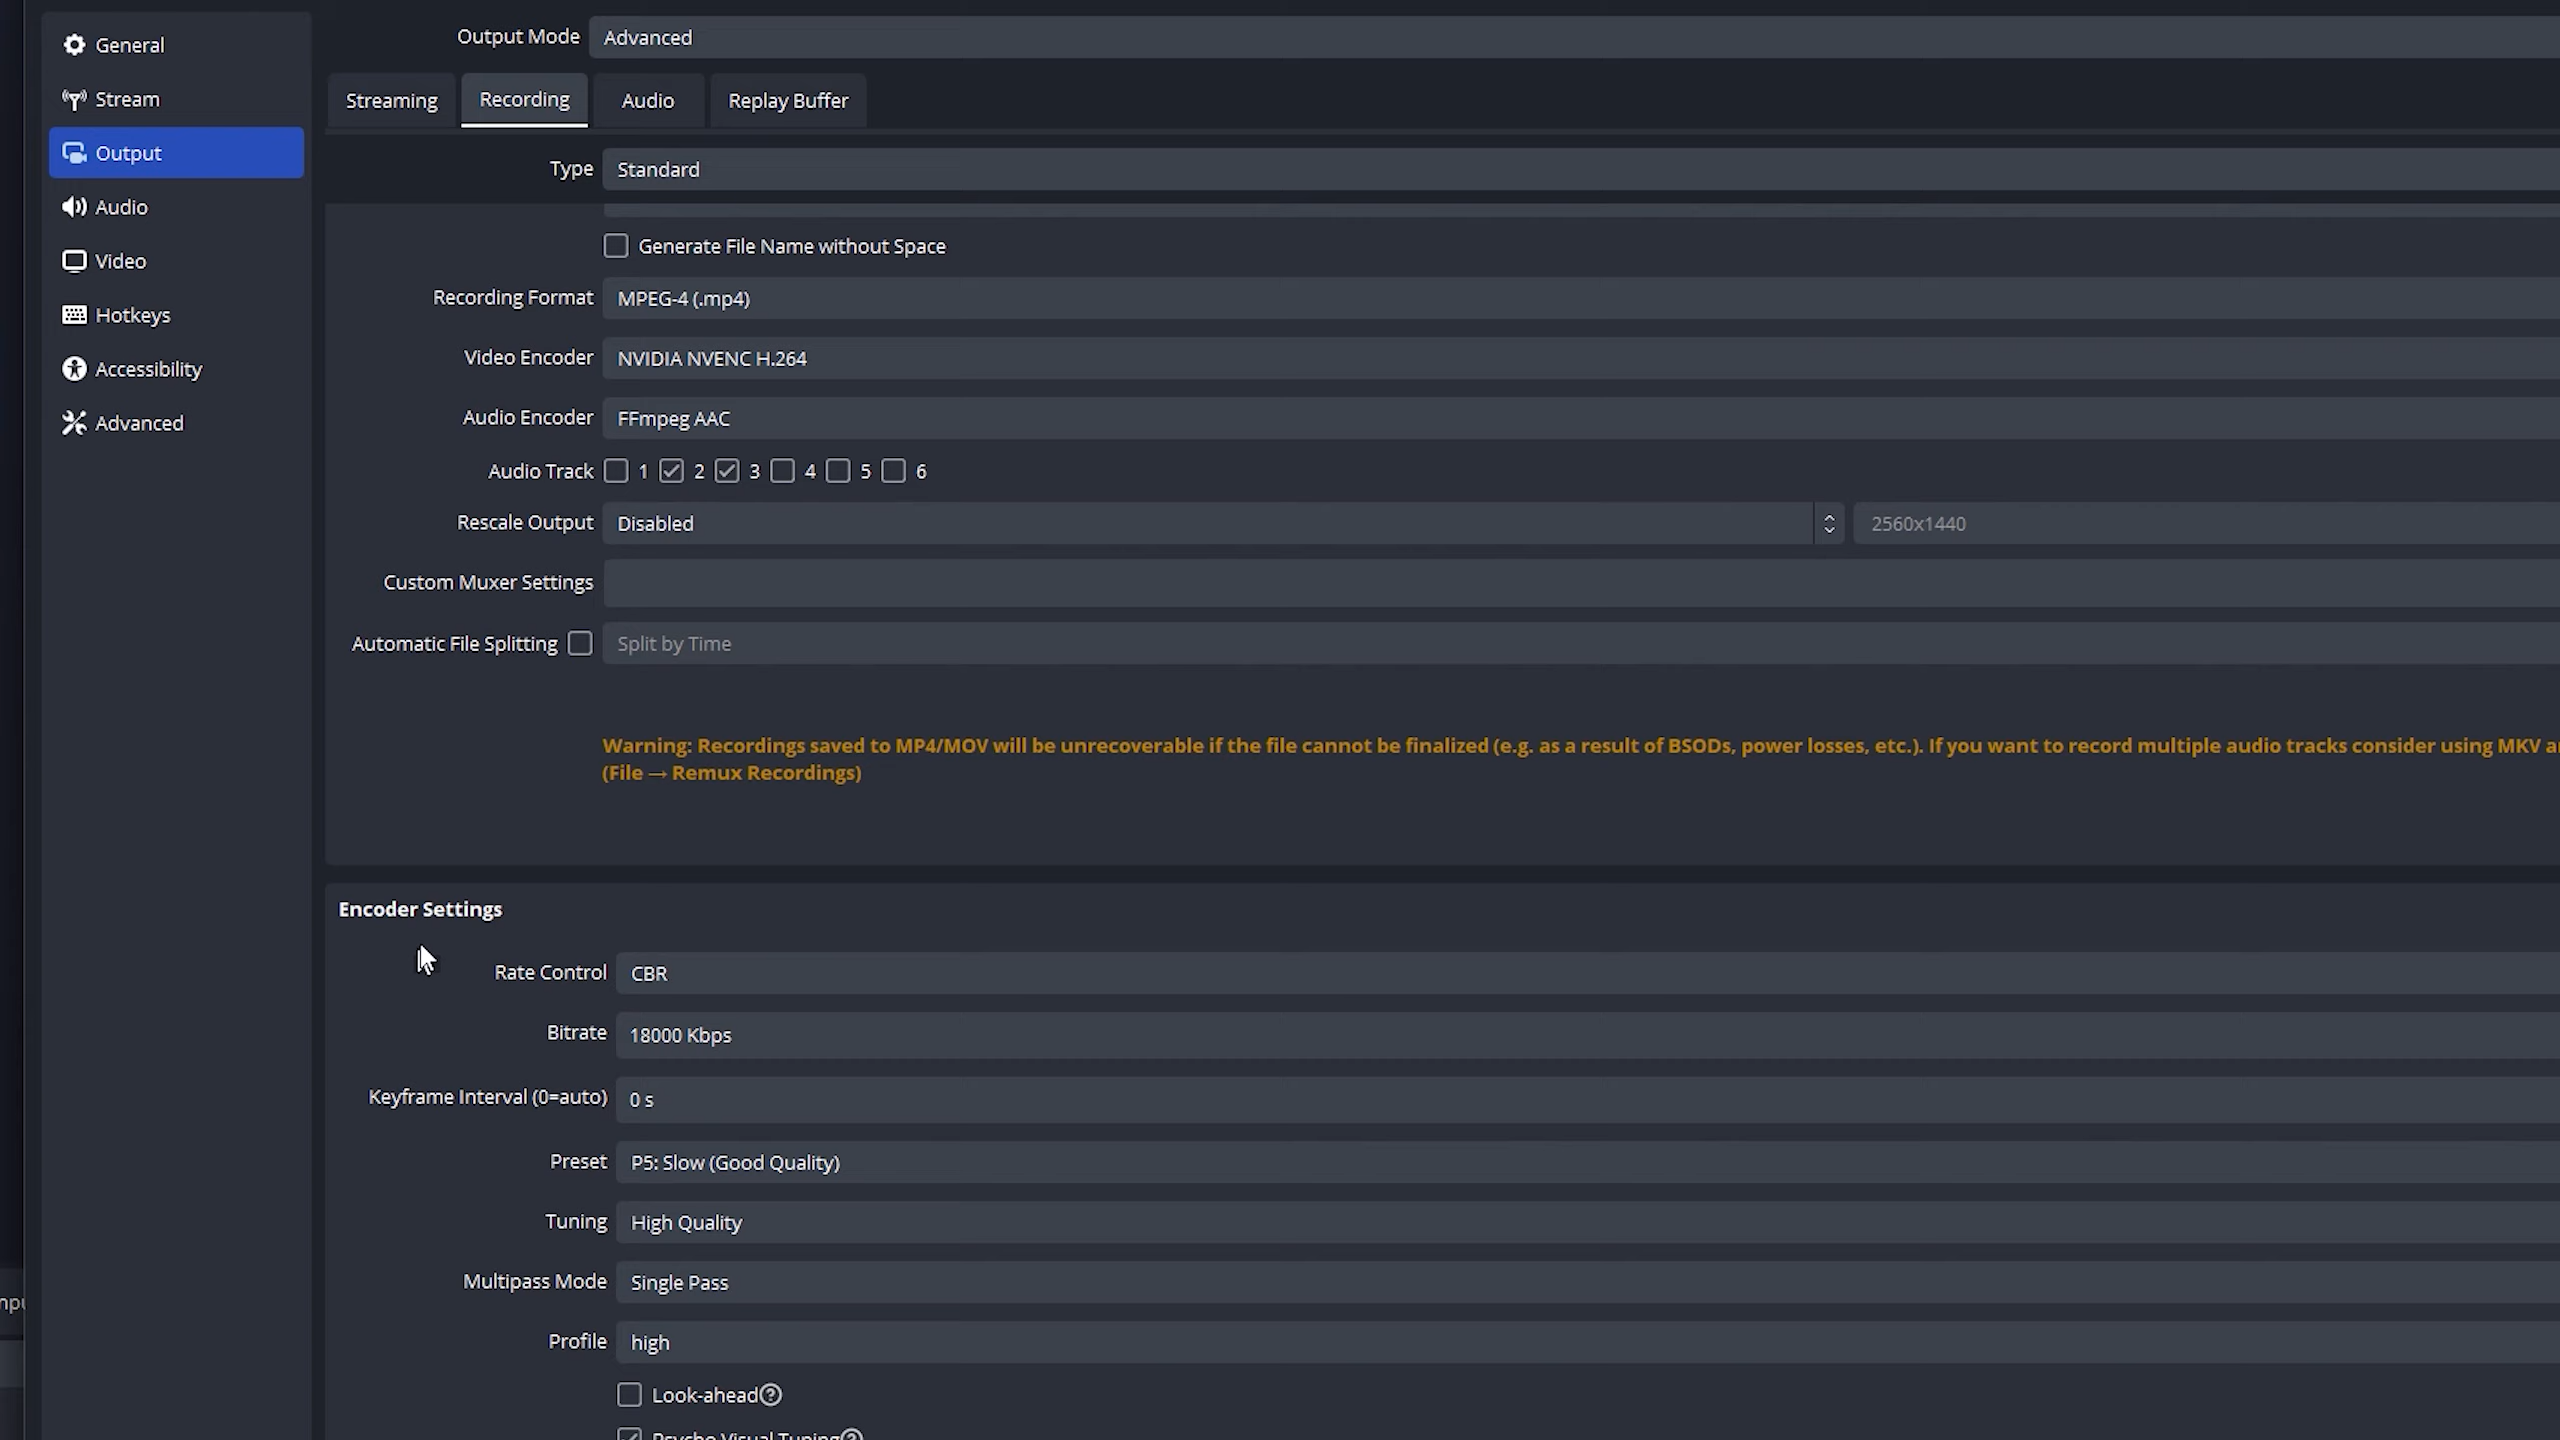 General
Stream
Output
Audio
Video
Hotkeys
Accessibility
Advanced
Output Mode Advanced
Streaming Recording Audio Replay Buffer
Type Standard
Generate File Name without Space
Recording Format MPEG-4 (.mp4)
Video Encoder NVIDIA NVENC H.264
Audio Encoder FFmpeg AAC
Audio Track 1 2 3 4 5 6
Rescale Output Disabled 2560x1440
Custom Muxer Settings
Automatic File Splitting Split by Time
Warning: Recordings saved to MP4/MOV will be unrecoverable if the file cannot be finalized (e.g. as a result of BSODs, power losses, etc.). If you want to record multiple audio tracks consider using MKV
(File → Remux Recordings)
Encoder Settings
Rate Control CBR
Bitrate 18000 Kbps
Keyframe Interval (0=auto) 0 s
Preset P5: Slow (Good Quality)
Tuning High Quality
Multipass Mode Single Pass
Profile high
Look-ahead
Psycho Visual Tuning